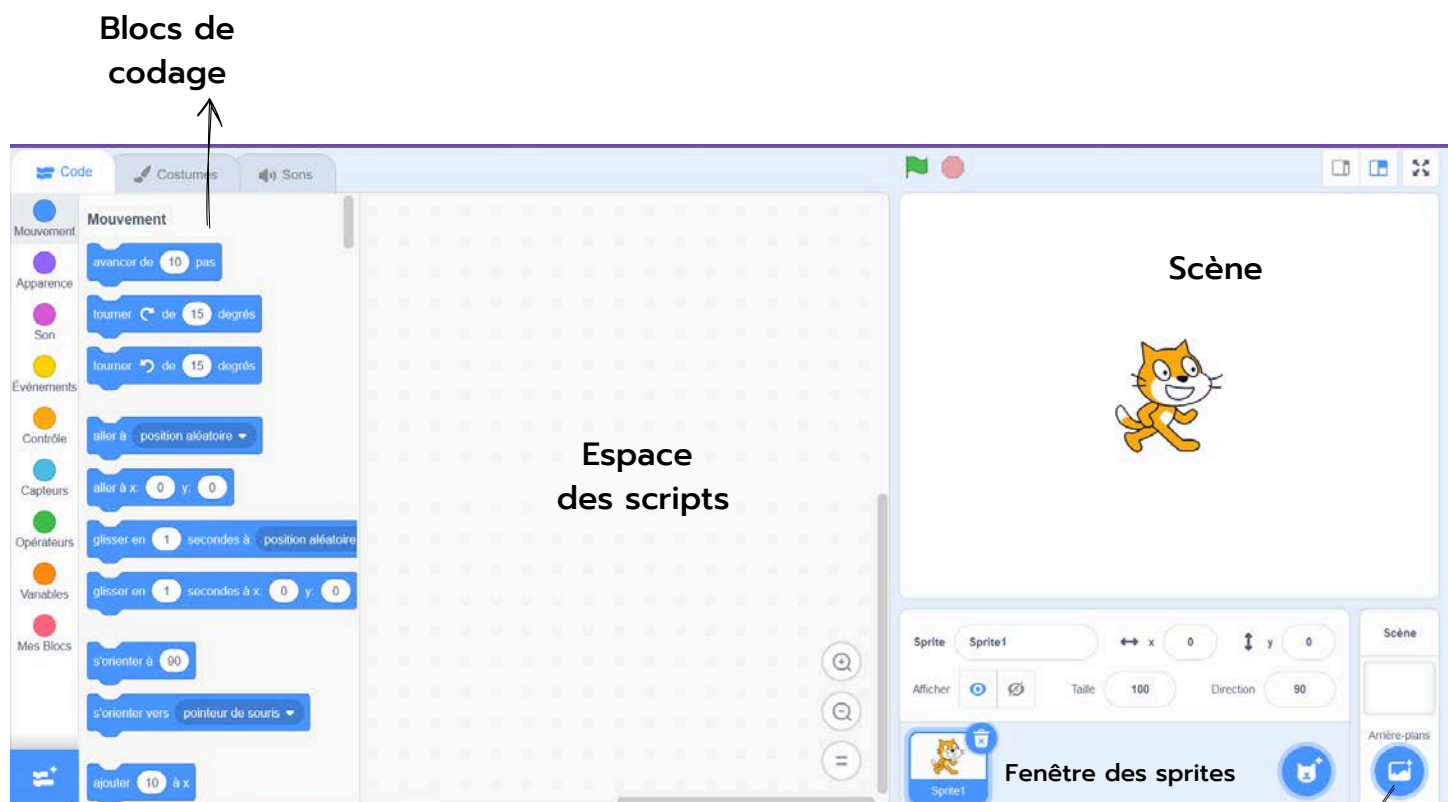 Blocs de
codage
Code
Costumes
Sons
Mouvement
Apparence
Son
Événements
Contrôle
Capteurs
Opérateurs
Variables
Mes Blocs
Mouvement
avancer de 10 pas
tourner de 15 degrés
tourner de 15 degrés
aller à position aléatoire
aller à x: 0 y: 0
glisser en 1 secondes à position aléatoire
glisser en 1 secondes à x: 0 y: 0
s'orienter à 90
s'orienter vers pointeur de souris
ajouter 10 à x
Espace
des scripts
Scène
Sprite Sprite1 x 0 y 0
Afficher Taille 100 Direction 90
Sprite1
Fenêtre des sprites
Scène
Arrière-plans